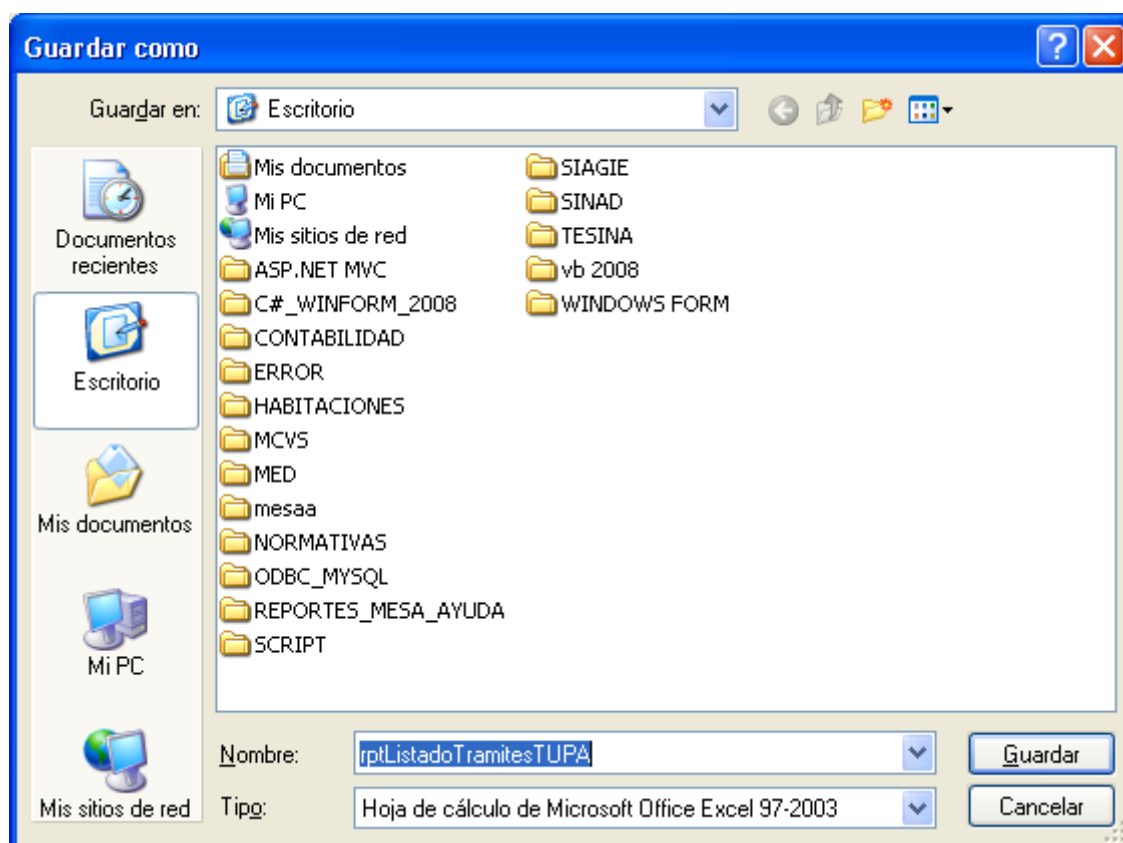 Guardar como
Guardar en:
Escritorio
Documentos
recientes
Escritorio
Mis documentos
Mi PC
Mis sitios de red
Mis documentos
Mi PC
Mis sitios de red
ASP.NET MVC
C#_WINFORM_2008
CONTABILIDAD
ERROR
HABITACIONES
MCVS
MED
mesaa
NORMATIVAS
ODBC_MYSQL
REPORTES_MESA_AYUDA
SCRIPT
SIAGIE
SINAD
TESINA
vb 2008
WINDOWS FORM
Nombre:
rptListadoTramitesTUPA
Guardar
Tipo:
Hoja de cálculo de Microsoft Office Excel 97-2003
Cancelar